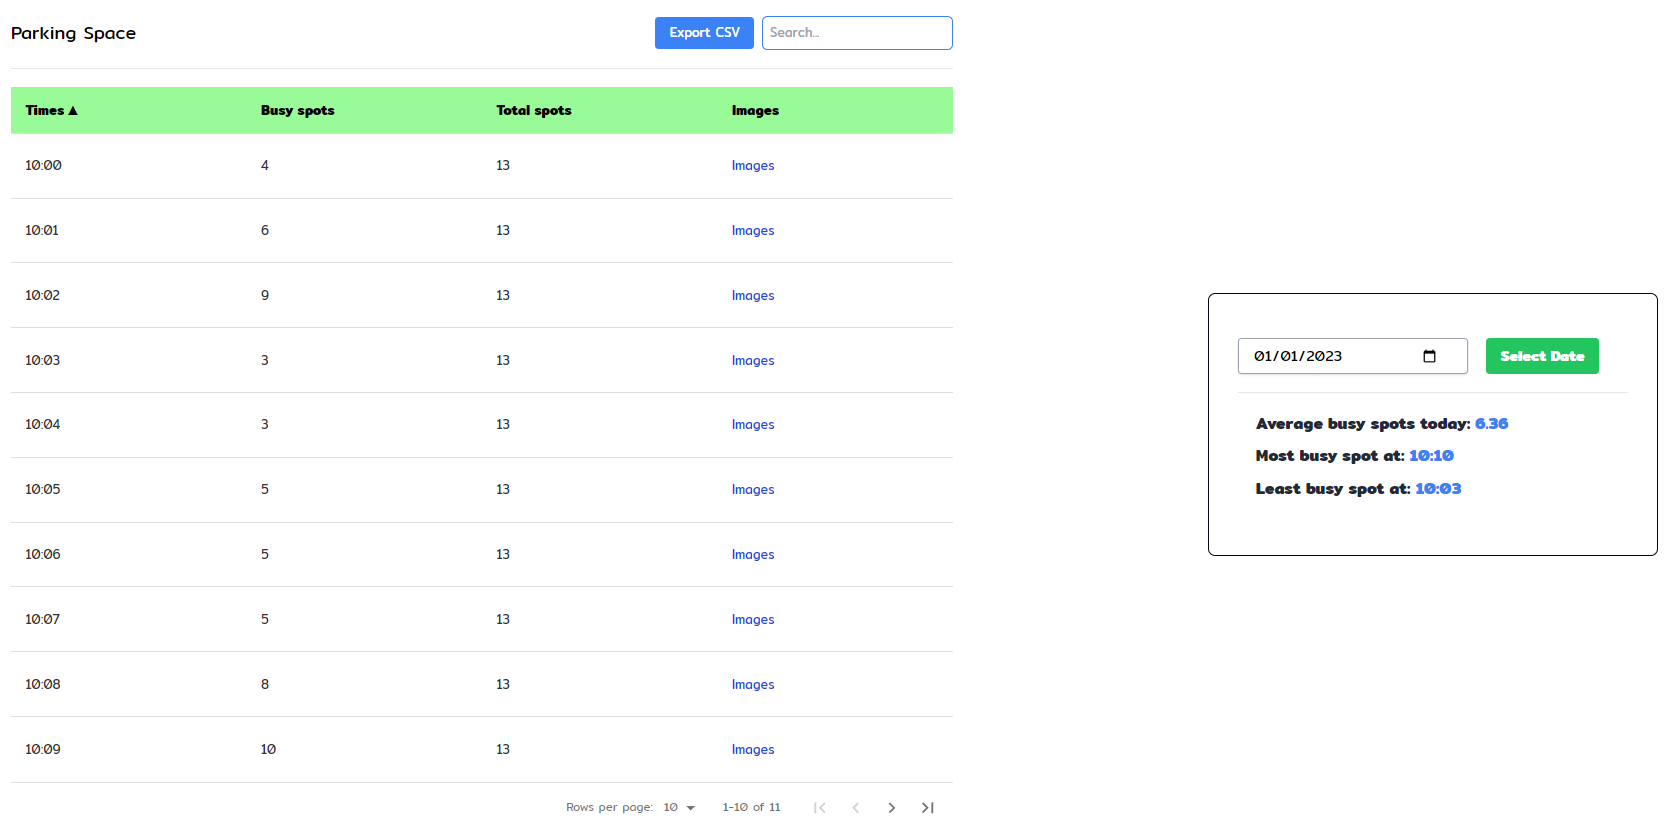 Parking Space Export CSV Search...
Times ▲ Busy spots Total spots Images
10:00 4 13 Images
10:01 6 13 Images
10:02 9 13 Images
10:03 3 13 Images
10:04 3 13 Images
10:05 5 13 Images
10:06 5 13 Images
10:07 5 13 Images
10:08 8 13 Images
10:09 10 13 Images
Rows per page: 10 1-10 of 11
01/01/2023 Select Date
Average busy spots today: 6.36
Most busy spot at: 10:10
Least busy spot at: 10:03